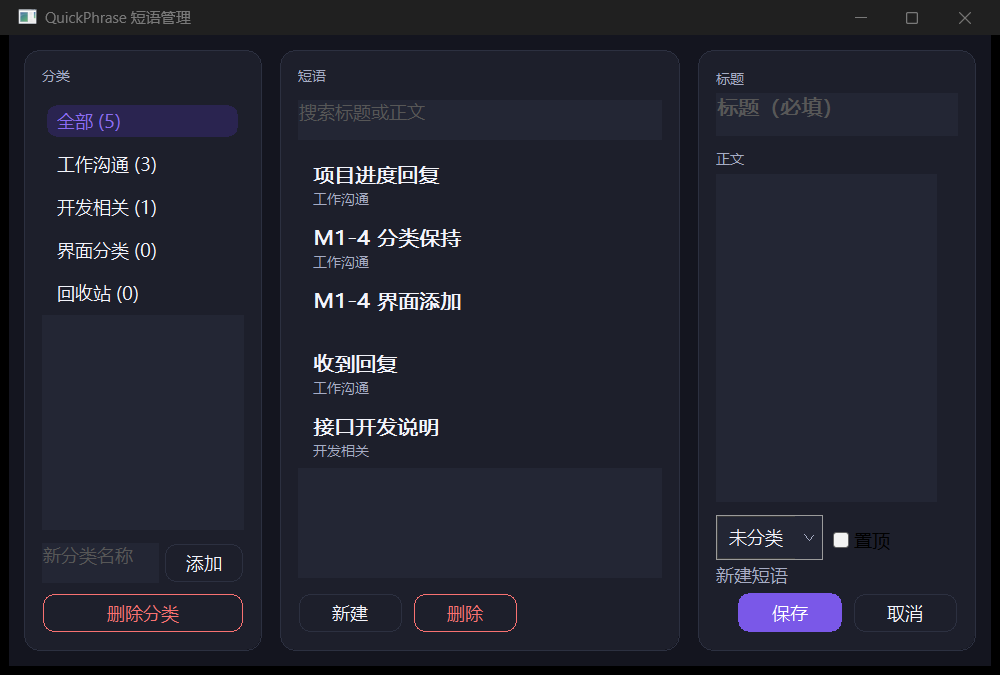 QuickPhrase 短语管理
分类
全部 (5)
工作沟通 (3)
开发相关 (1)
界面分类 (0)
回收站 (0)
新分类名称
添加
删除分类
短语
搜索标题或正文
项目进度回复
工作沟通
M1-4 分类保持
工作沟通
M1-4 界面添加
收到回复
工作沟通
接口开发说明
开发相关
新建
删除
标题
标题（必填）
正文
未分类
置顶
新建短语
保存
取消